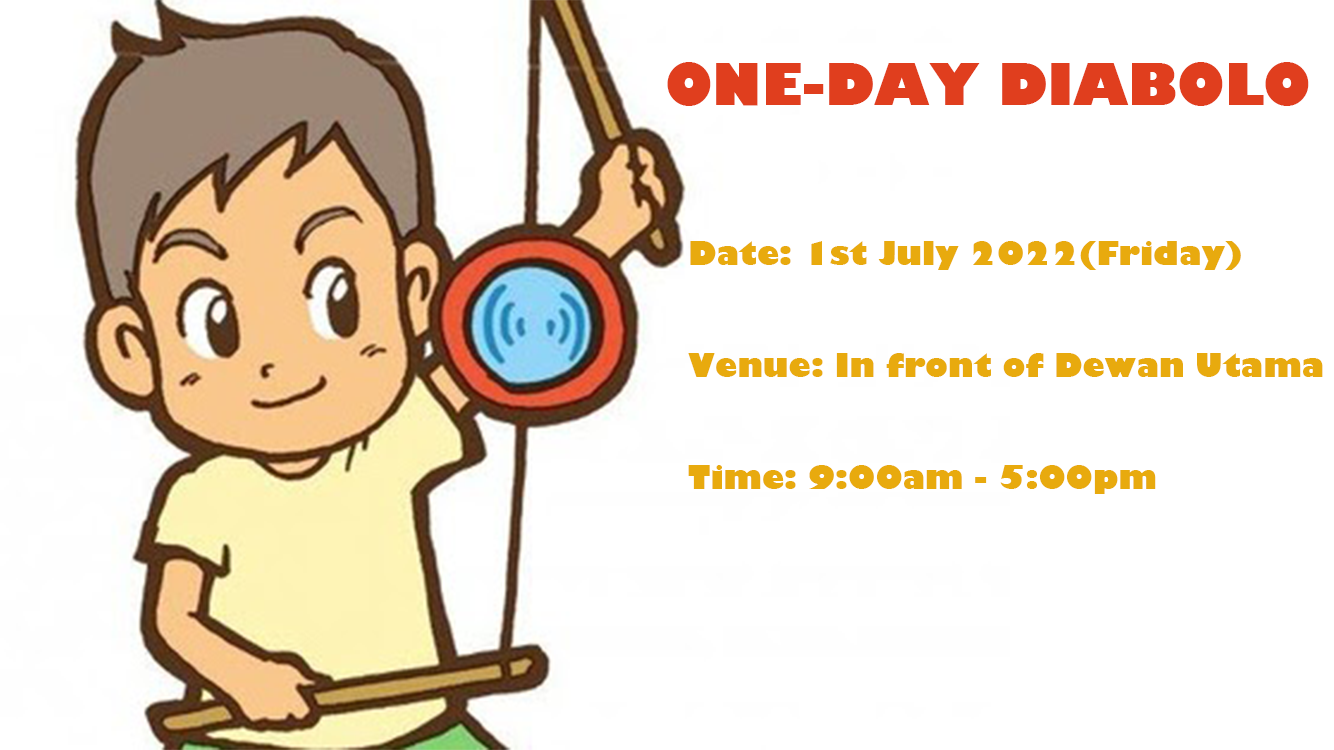 ONE-DAY DIABOLO
Date: 1st July 2022(Friday)
Venue: In front of Dewan Utama
Time: 9:00am - 5:00pm